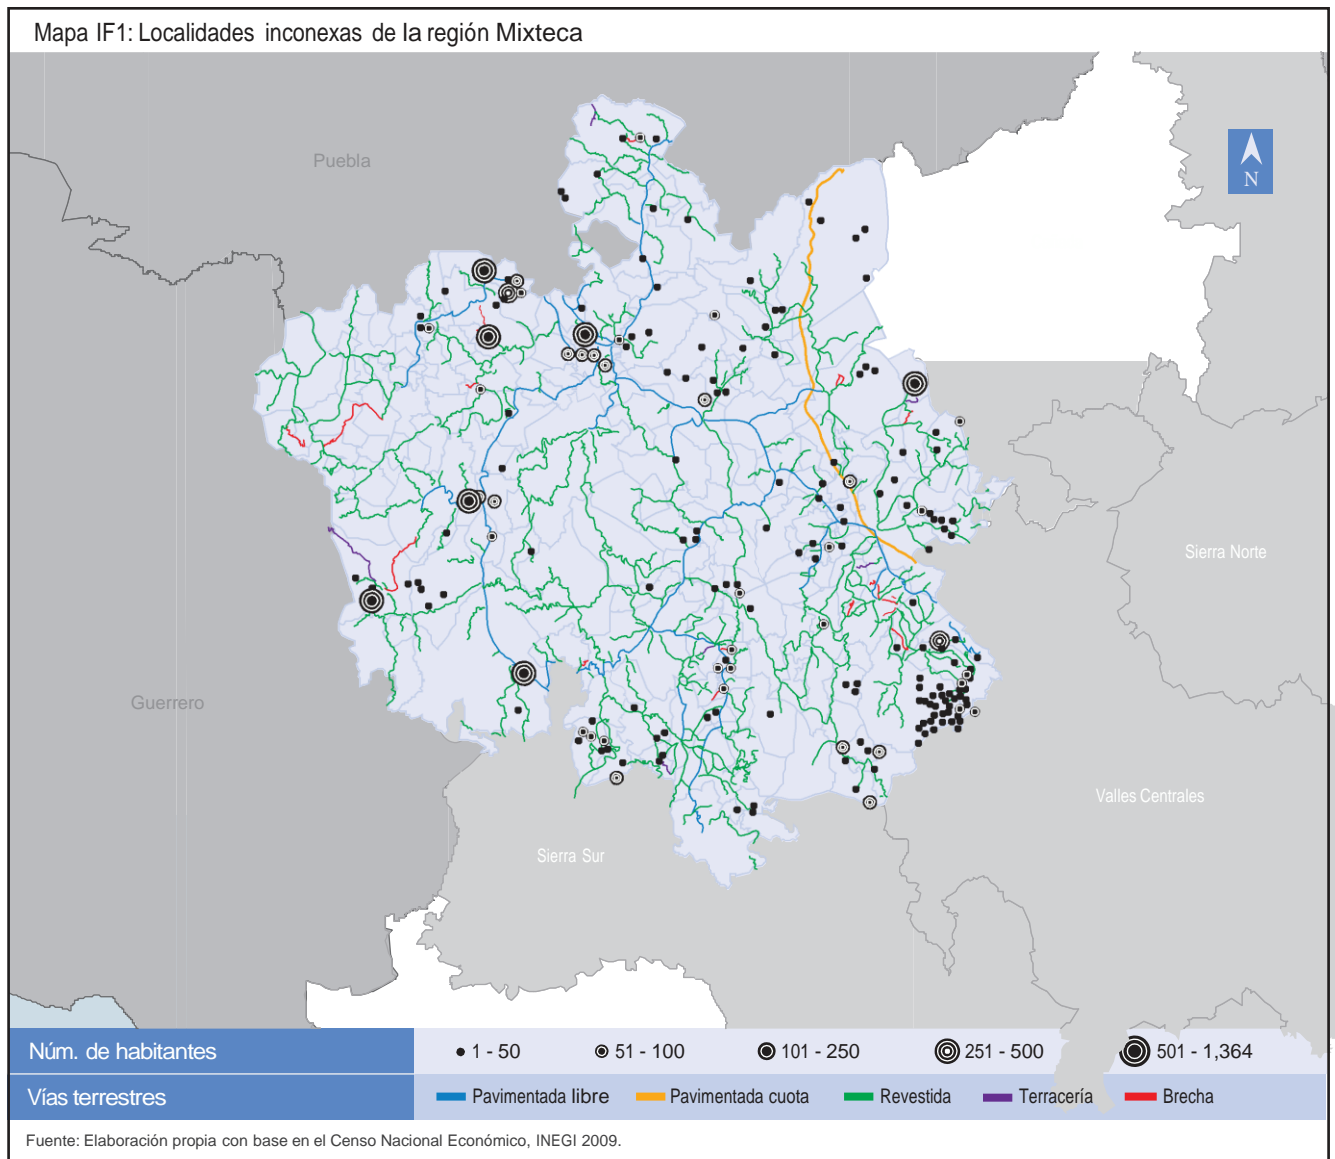 Mapa IF1: Localidades inconexas de la región Mixteca
Puebla
N
Sierra Norte
Guerrero
Valles Centrales
Sierra Sur
Núm. de habitantes
1 - 50
51 - 100
101 - 250
251 - 500
501 - 1,364
Vías terrestres
Pavimentada libre
Pavimentada cuota
Revestida
Terracería
Brecha
Fuente: Elaboración propia con base en el Censo Nacional Económico, INEGI 2009.